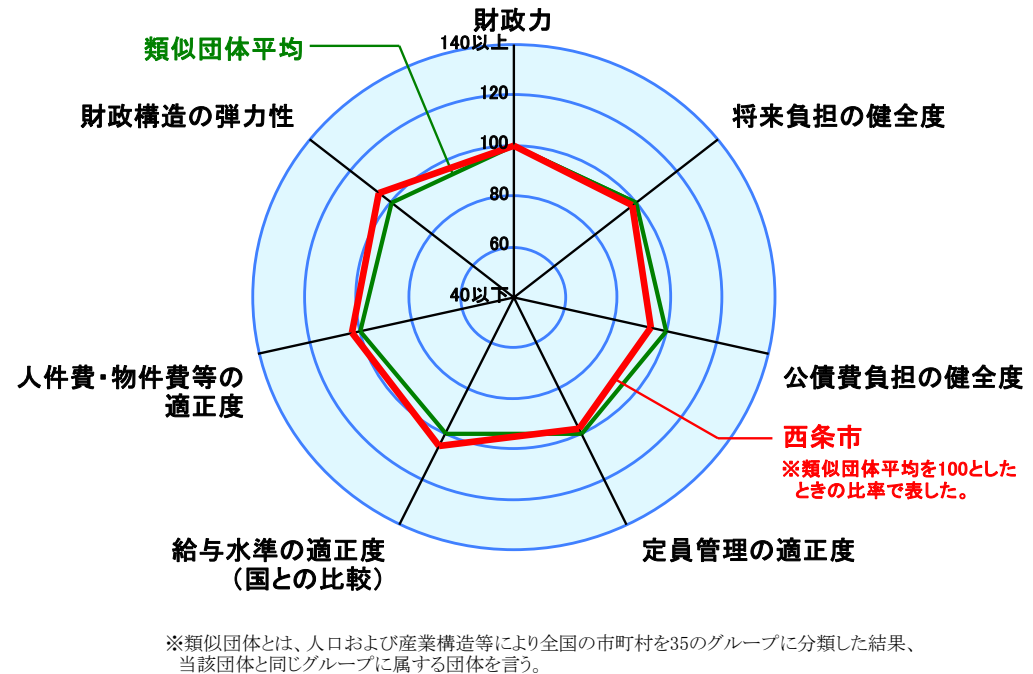 財政力
140以上
類似団体平均
120
財政構造の弾力性
将来負担の健全度
100
80
60
40以下
人件費・物件費等の
適正度
公債費負担の健全度
西条市
※類似団体平均を100とした
ときの比率で表した。
給与水準の適正度
（国との比較）
定員管理の適正度
※類似団体とは、人口および産業構造等により全国の市町村を35のグループに分類した結果、
当該団体と同じグループに属する団体を言う。